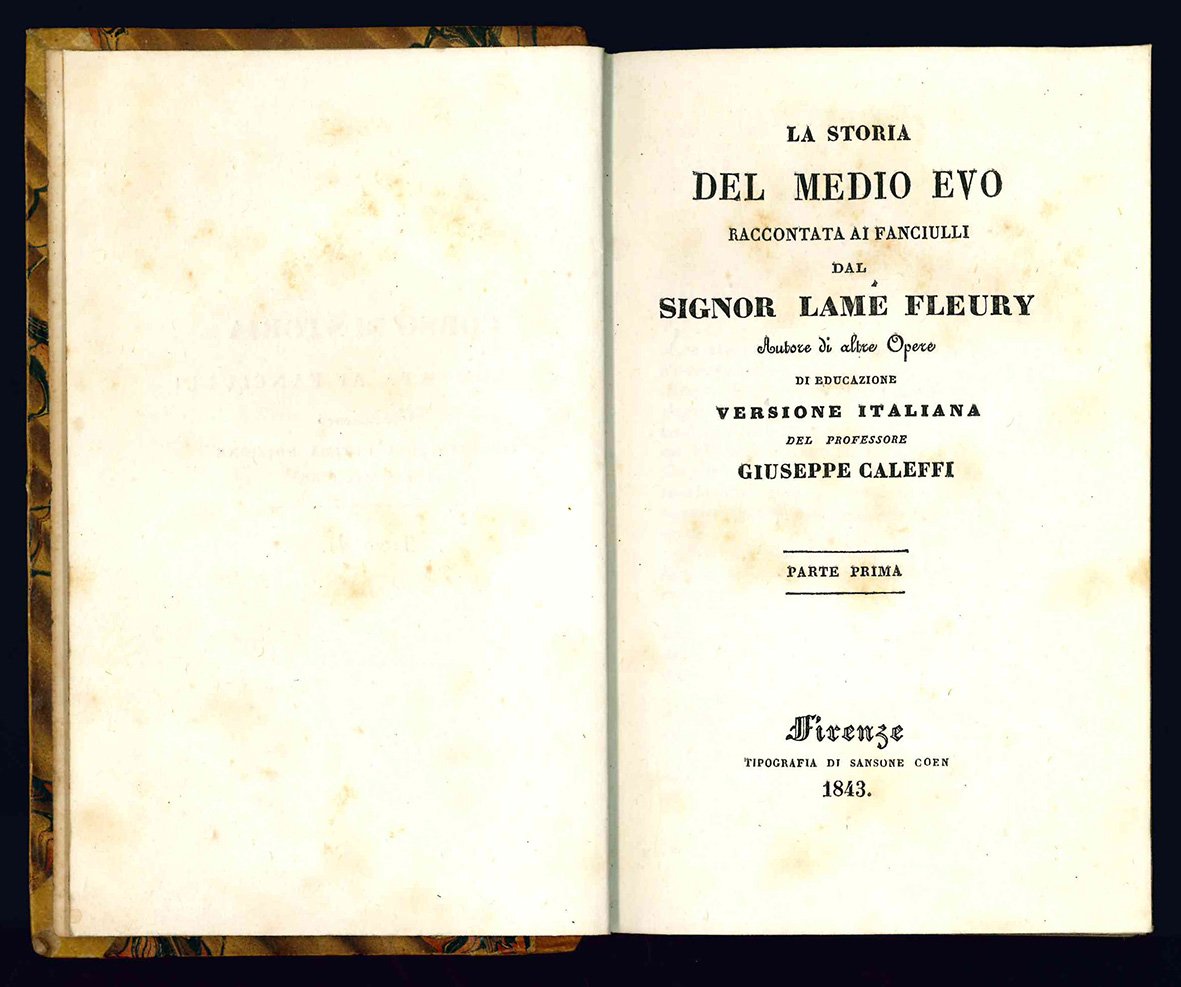 LA STORIA
DEL MEDIO EVO
RACCONTATA AI FANCIULLI
DAL
SIGNOR LAMÉ FLEURY
Autore di altre Opere
DI EDUCAZIONE
VERSIONE ITALIANA
DEL PROFESSORE
GIUSEPPE CALEFFI
PARTE PRIMA
Firenze
TIPOGRAFIA DI SANSONE COEN
1843.